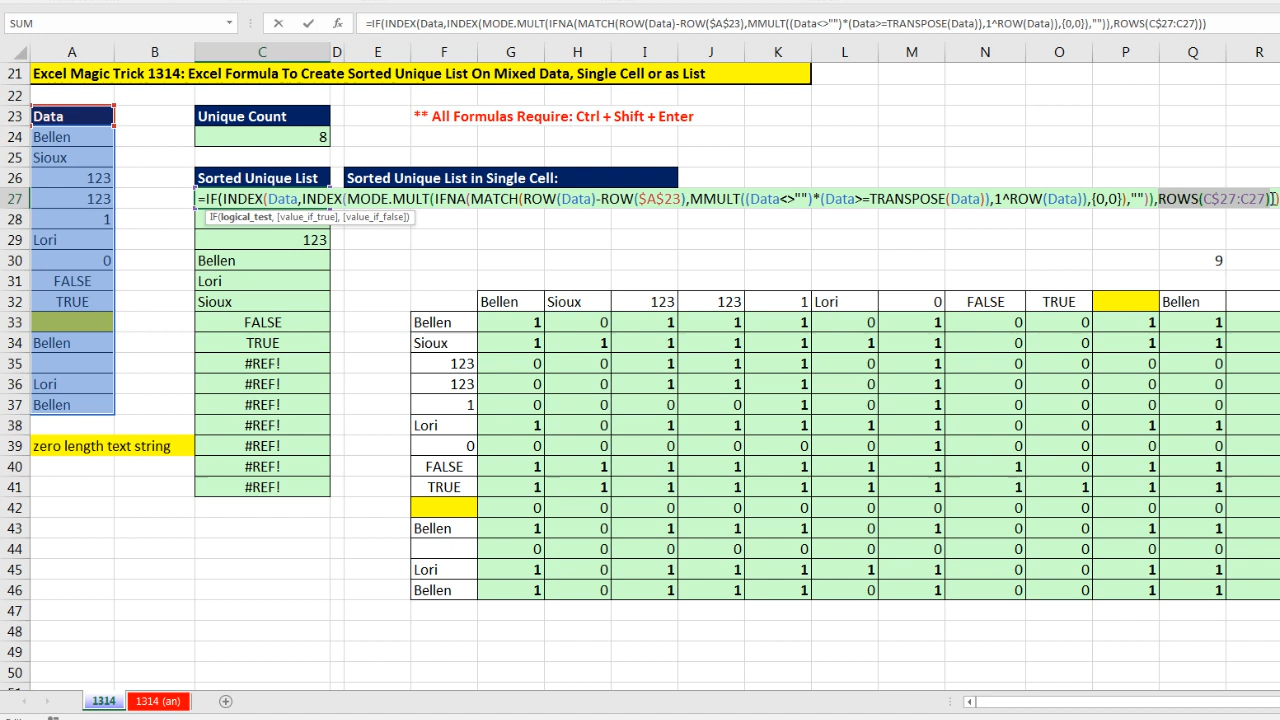 SUM =IF(INDEX(Data,INDEX(MODE.MULT(IFNA(MATCH(ROW(Data)-ROW($A$23),MMULT((Data<>"")*(Data>=TRANSPOSE(Data)),1^ROW(Data)),{0,0}),"")),ROWS(C$27:C27)))
A B C D E F G H I J K L M N O P Q R
21 Excel Magic Trick 1314: Excel Formula To Create Sorted Unique List On Mixed Data, Single Cell or as List
22
23 Data Unique Count ** All Formulas Require: Ctrl + Shift + Enter
24 Bellen 8
25 Sioux
26 123 Sorted Unique List Sorted Unique List in Single Cell:
27 123 =IF(INDEX(Data,INDEX(MODE.MULT(IFNA(MATCH(ROW(Data)-ROW($A$23),MMULT((Data<>"")*(Data>=TRANSPOSE(Data)),1^ROW(Data)),{0,0}),"")),ROWS(C$27:C27)))
IF(logical_test, [value_if_true], [value_if_false])
28 1
29 Lori 123
30 0 Bellen 9
31 FALSE Lori
32 TRUE Sioux Bellen Sioux 123 123 1 Lori 0 FALSE TRUE Bellen
33 FALSE Bellen 1 0 1 1 1 0 1 0 0 1 1
34 Bellen TRUE Sioux 1 1 1 1 1 1 1 0 0 1 1
35 #REF! 123 0 0 1 1 1 0 1 0 0 0 0
36 Lori #REF! 123 0 0 1 1 1 0 1 0 0 0 0
37 Bellen #REF! 1 0 0 0 0 1 0 1 0 0 0 0
38 #REF! Lori 1 0 1 1 1 1 1 0 0 1 1
39 zero length text string #REF! 0 0 0 0 0 0 0 1 0 0 0 0
40 #REF! FALSE 1 1 1 1 1 1 1 1 0 1 1
41 #REF! TRUE 1 1 1 1 1 1 1 1 1 1 1
42 0 0 0 0 0 0 0 0 0 0 0
43 Bellen 1 0 1 1 1 0 1 0 0 1 1
44 0 0 0 0 0 0 0 0 0 0 0
45 Lori 1 0 1 1 1 1 1 0 0 1 1
46 Bellen 1 0 1 1 1 0 1 0 0 1 1
47
48
49
50
1314 1314 (an)